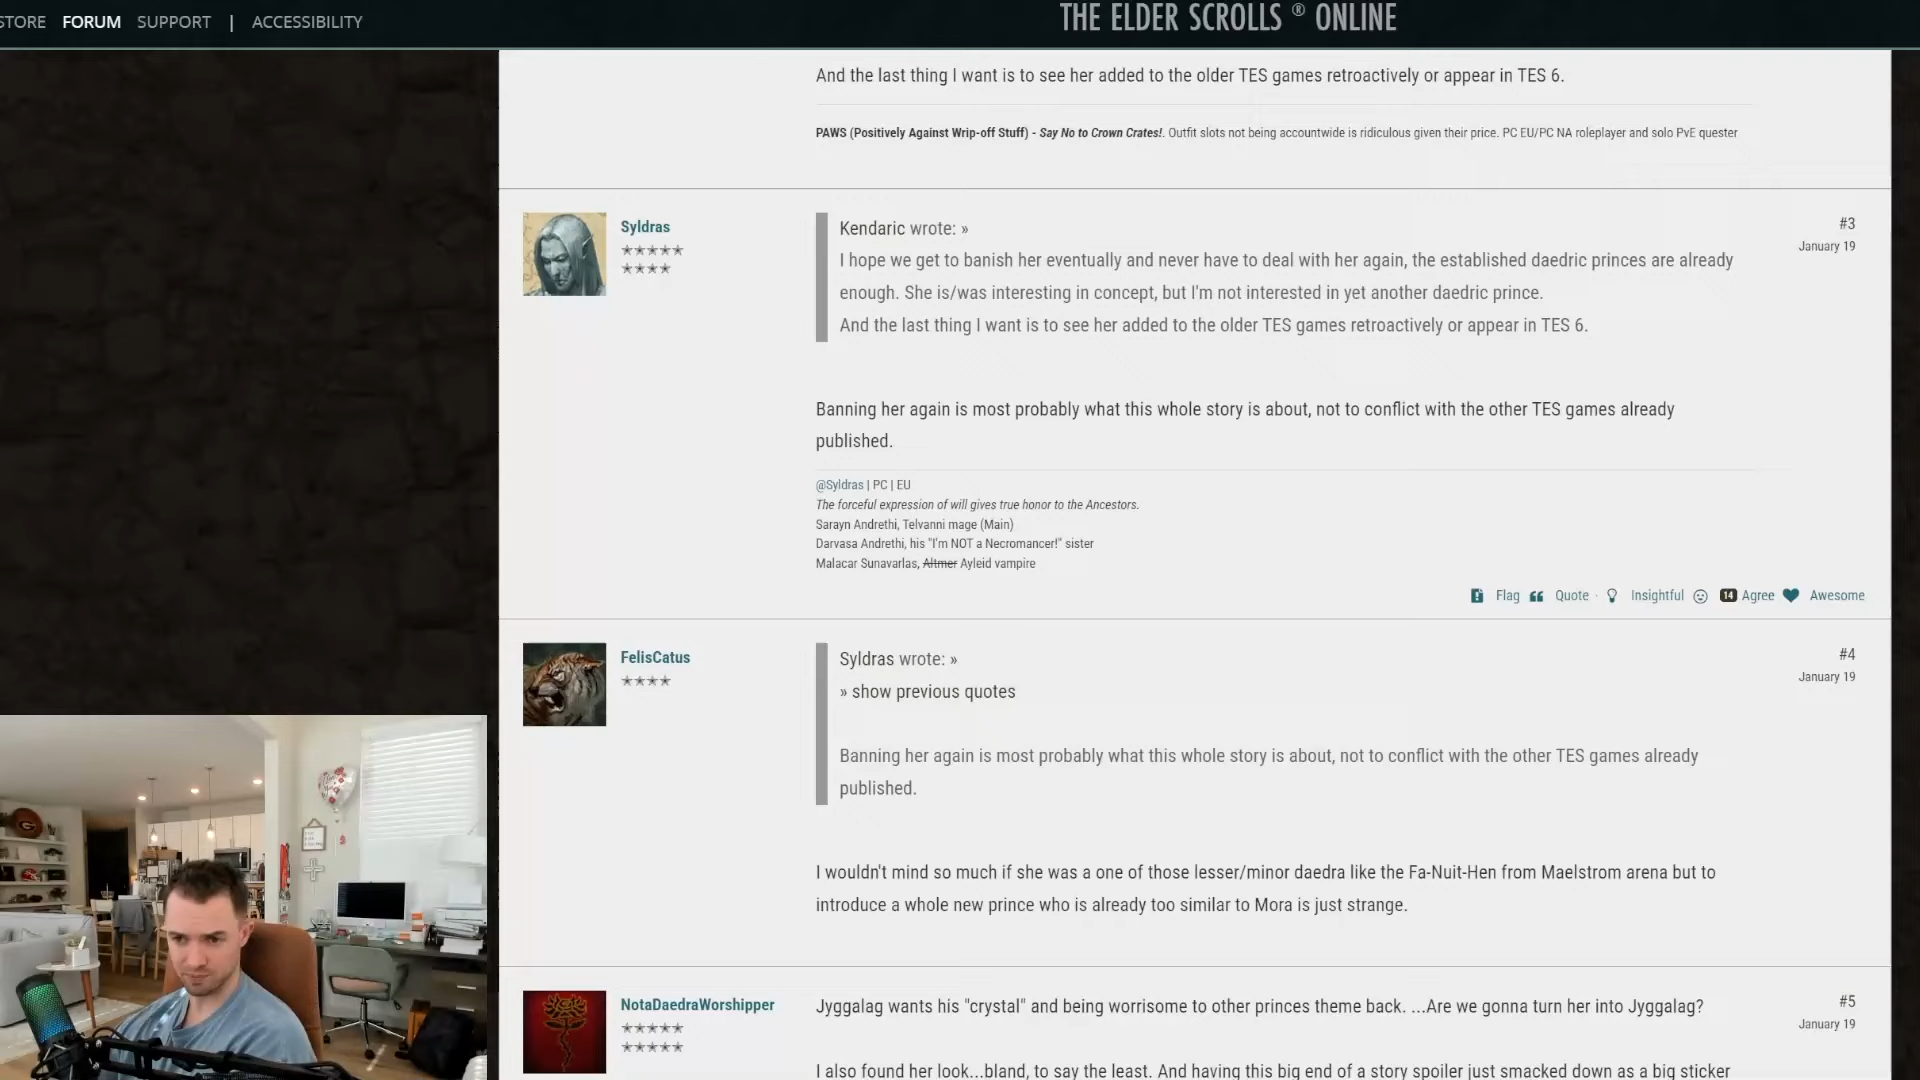 STORE FORUM SUPPORT | ACCESSIBILITY
THE ELDER SCROLLS ® ONLINE
And the last thing I want is to see her added to the older TES games retroactively or appear in TES 6.
PAWS (Positively Against Wrip-off Stuff) - Say No to Crown Crates!. Outfit slots not being accountwide is ridiculous given their price. PC EU/PC NA roleplayer and solo PvE quester
Syldras
Kendaric wrote: »
#3
January 19
I hope we get to banish her eventually and never have to deal with her again, the established daedric princes are already
enough. She is/was interesting in concept, but I'm not interested in yet another daedric prince.
And the last thing I want is to see her added to the older TES games retroactively or appear in TES 6.
Banning her again is most probably what this whole story is about, not to conflict with the other TES games already
published.
@Syldras | PC | EU
The forceful expression of will gives true honor to the Ancestors.
Sarayn Andrethi, Telvanni mage (Main)
Darvasa Andrethi, his "I'm NOT a Necromancer!" sister
Malacar Sunavarlas, Altmer Ayleid vampire
Flag Quote · Insightful 14 Agree Awesome
FelisCatus
Syldras wrote: »
#4
January 19
» show previous quotes
Banning her again is most probably what this whole story is about, not to conflict with the other TES games already
published.
I wouldn't mind so much if she was a one of those lesser/minor daedra like the Fa-Nuit-Hen from Maelstrom arena but to
introduce a whole new prince who is already too similar to Mora is just strange.
NotaDaedraWorshipper
Jyggalag wants his "crystal" and being worrisome to other princes theme back. ...Are we gonna turn her into Jyggalag?
#5
January 19
I also found her look...bland, to say the least. And having this big end of a story spoiler just smacked down as a big sticker